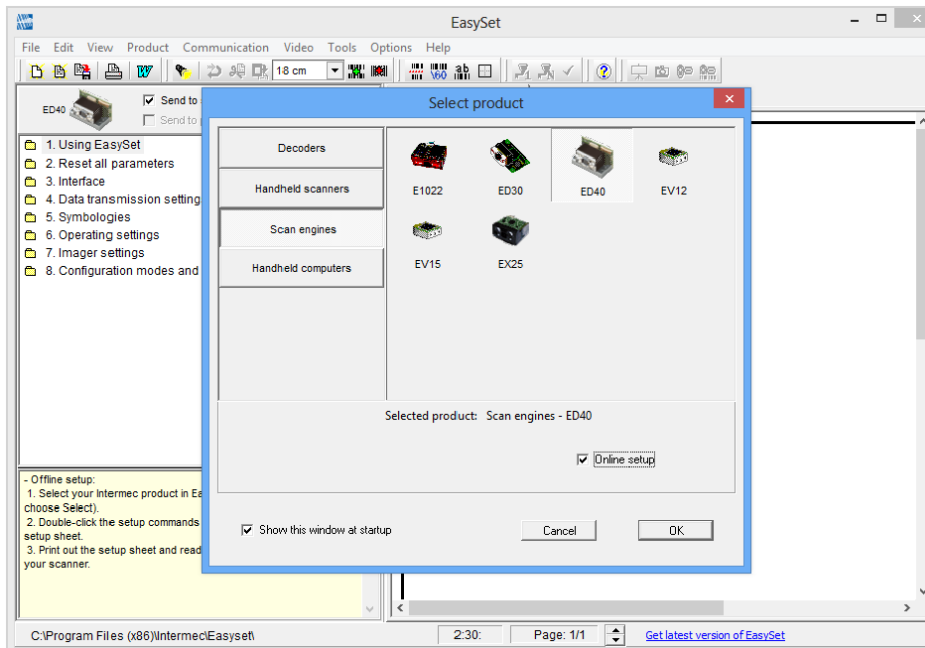 EasySet
File Edit View Product Communication Video Tools Options Help
18 cm
ED40
Send to
Send to
1. Using EasySet
2. Reset all parameters
3. Interface
4. Data transmission setting
5. Symbologies
6. Operating settings
7. Imager settings
8. Configuration modes and
Select product
Decoders
Handheld scanners
Scan engines
Handheld computers
E1022 ED30 ED40 EV12
EV15 EX25
Selected product: Scan engines - ED40
Online setup
Show this window at startup
Cancel OK
- Offline setup:
1. Select your Intermec product in Ea
choose Select).
2. Double-click the setup commands
setup sheet.
3. Print out the setup sheet and read
your scanner.
C:\Program Files (x86)\Intermec\Easyset\ 2:30: Page: 1/1 Get latest version of EasySet